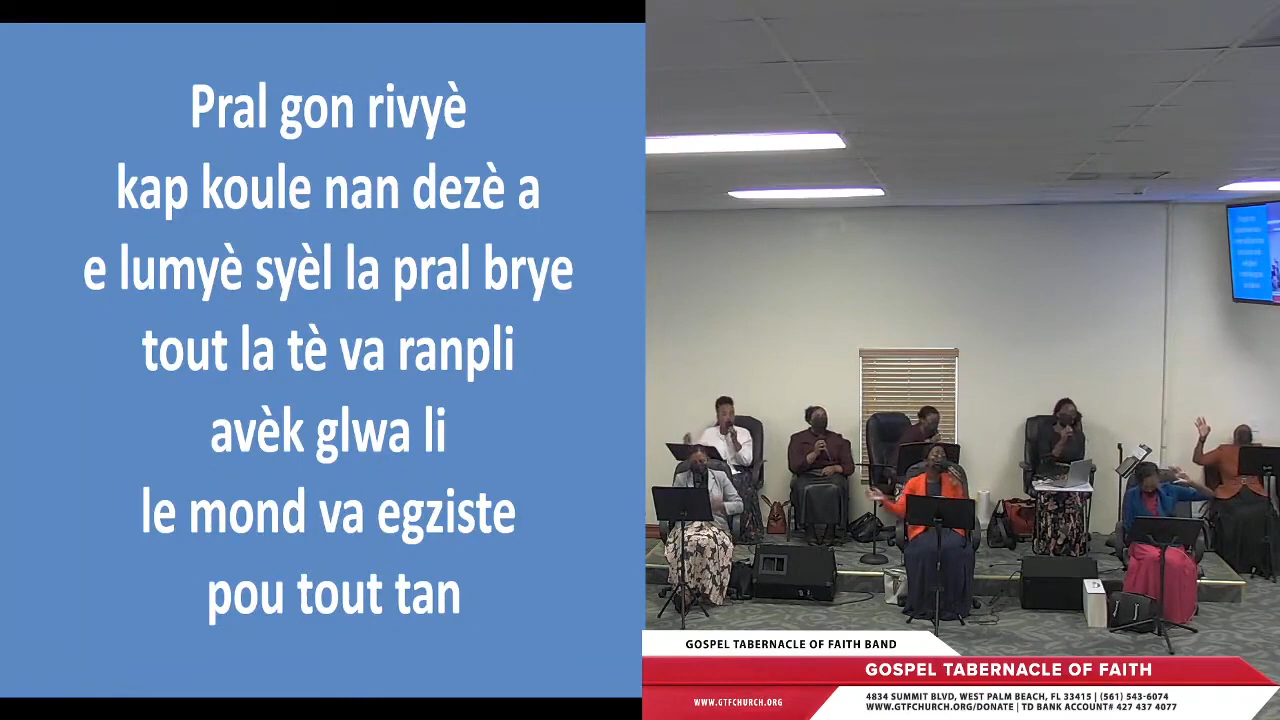 Pral gon rivyè
kap koule nan dezè a
e lumyè syèl la pral brye
tout la tè va ranpli
avèk glwa li
le mond va egziste
pou tout tan
GOSPEL TABERNACLE OF FAITH BAND
GOSPEL TABERNACLE OF FAITH
WWW.GTFCHURCH.ORG
4834 SUMMIT BLVD, WEST PALM BEACH, FL 33415 | (561) 543-6074
WWW.GTFCHURCH.ORG/DONATE | TD BANK ACCOUNT# 427 437 4077